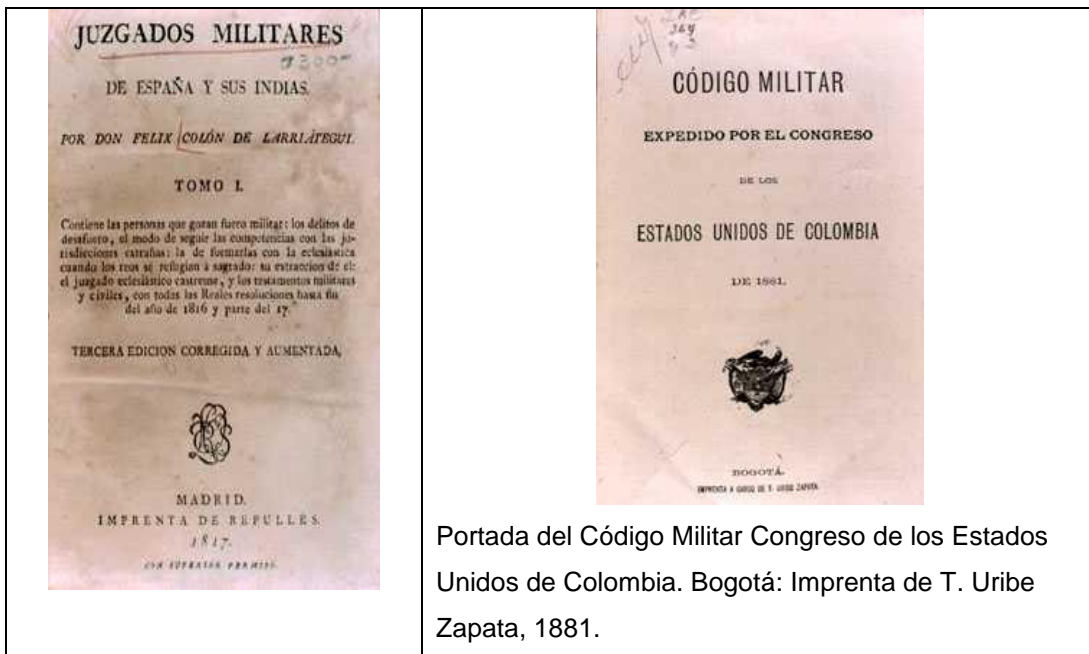 JUZGADOS MILITARES
DE ESPAÑA Y SUS INDIAS.
POR DON FELIX COLÓN DE LARRIÁTEGUI.
TOMO I.
Contiene las personas que gozan fuero militar: los delitos de
desafuero, el modo de seguir las competencias con las ju-
risdicciones extrañas: la de formarlas con la eclesiástica
cuando los reos se refugian à sagrado: su extraccion de él:
el juzgado eclesiástico castrense, y los testamentos militares
y civiles, con todas las Reales resoluciones hasta fin
del año de 1816 y parte del 17.
TERCERA EDICION CORREGIDA Y AUMENTADA,
MADRID.
IMPRENTA DE REPULLES.
1817.
CON SUPERIOR PERMISO.
CÓDIGO MILITAR
EXPEDIDO POR EL CONGRESO
DE LOS
ESTADOS UNIDOS DE COLOMBIA
DE 1881.
BOGOTÁ.
IMPRENTA A CARGO DE T. URIBE ZAPATA.
Portada del Código Militar Congreso de los Estados
Unidos de Colombia. Bogotá: Imprenta de T. Uribe
Zapata, 1881.